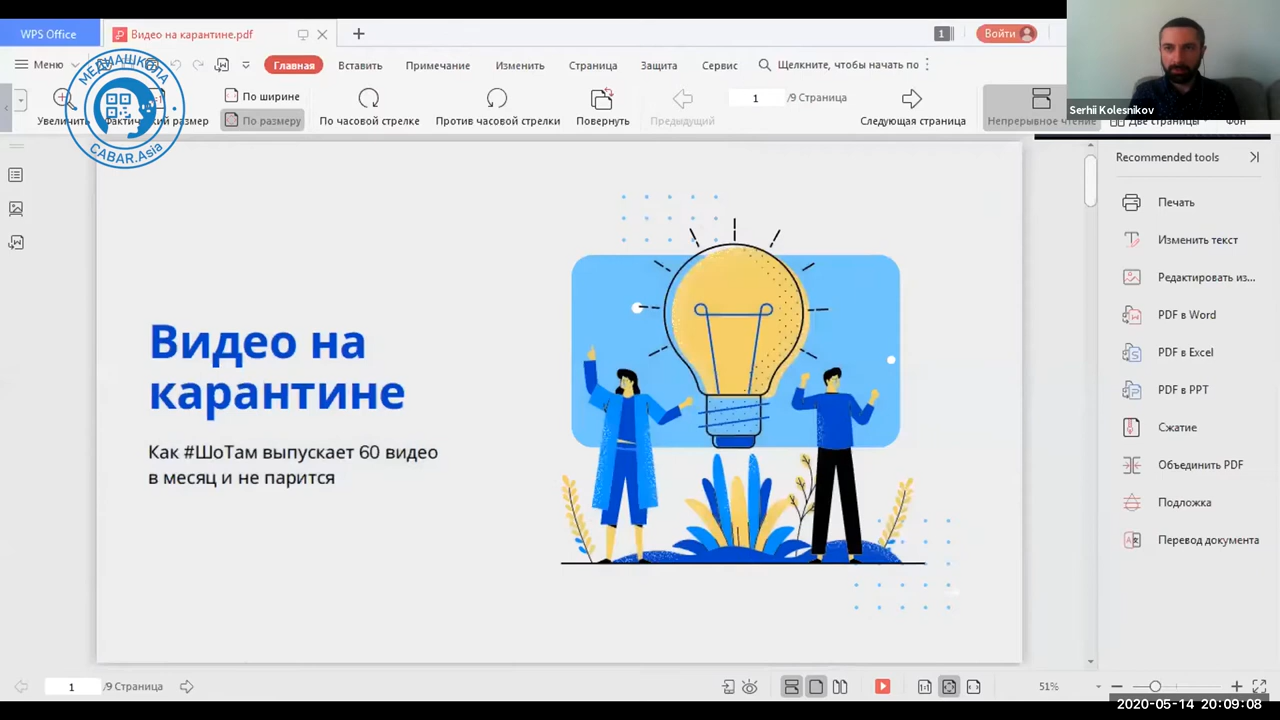 WPS Office
Видео на карантине.pdf
1
Войти
Меню
Главная
Вставить
Примечание
Изменить
Страница
Защита
Сервис
Щелкните, чтобы начать по
МЕДИАШКОЛА
CABAR.Asia
Увеличить
Фактический размер
По ширине
По размеру
По часовой стрелке
Против часовой стрелки
Повернуть
Предыдущий
1 /9 Страница
Следующая страница
Непрерывное чтение
Две страницы
Фон
Serhii Kolesnikov
Recommended tools
Печать
Изменить текст
Редактировать из...
PDF в Word
PDF в Excel
PDF в PPT
Сжатие
Объединить PDF
Подложка
Перевод документа
Видео на
карантине
Как #ШоТам выпускает 60 видео
в месяц и не парится
1 /9 Страница
51%
2020-05-14 20:09:08